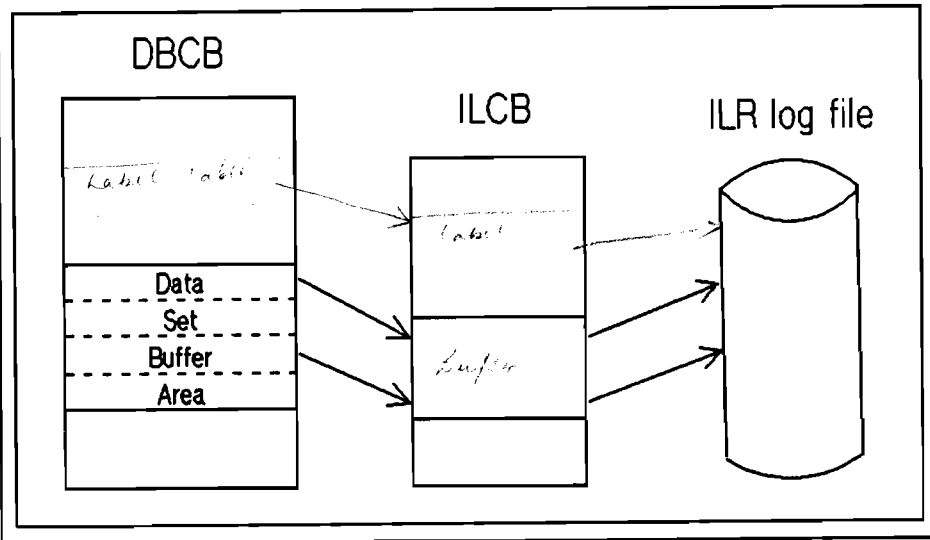 DBCB
ILCB
ILR log file
Label Table
Label
Data
Set
Buffer
Area
Buffer